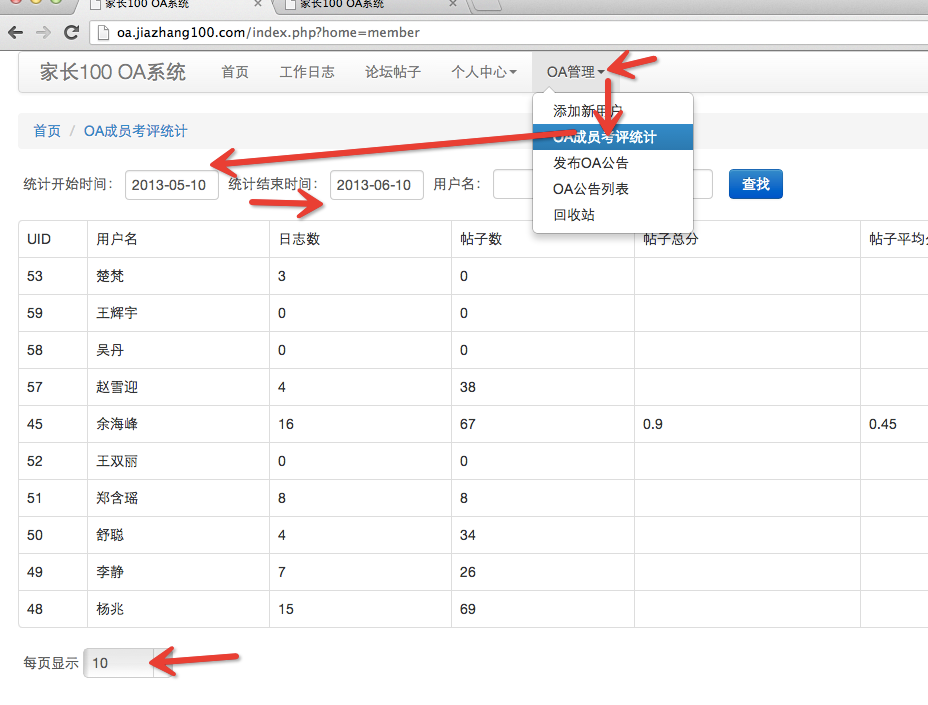 家长100 OA系统 家长100 OA系统
oa.jiazhang100.com/index.php?home=member
家长100 OA系统 首页 工作日志 论坛帖子 个人中心 OA管理
添加新用户
OA成员考评统计
发布OA公告
OA公告列表
回收站
首页 / OA成员考评统计
统计开始时间: 2013-05-10 统计结束时间: 2013-06-10 用户名: 查找
UID 用户名 日志数 帖子数 帖子总分 帖子平均
53 楚梵 3 0
59 王辉宇 0 0
58 吴丹 0 0
57 赵雪迎 4 38
45 余海峰 16 67 0.9 0.45
52 王双丽 0 0
51 郑含瑶 8 8
50 舒聪 4 34
49 李静 7 26
48 杨兆 15 69
每页显示 10